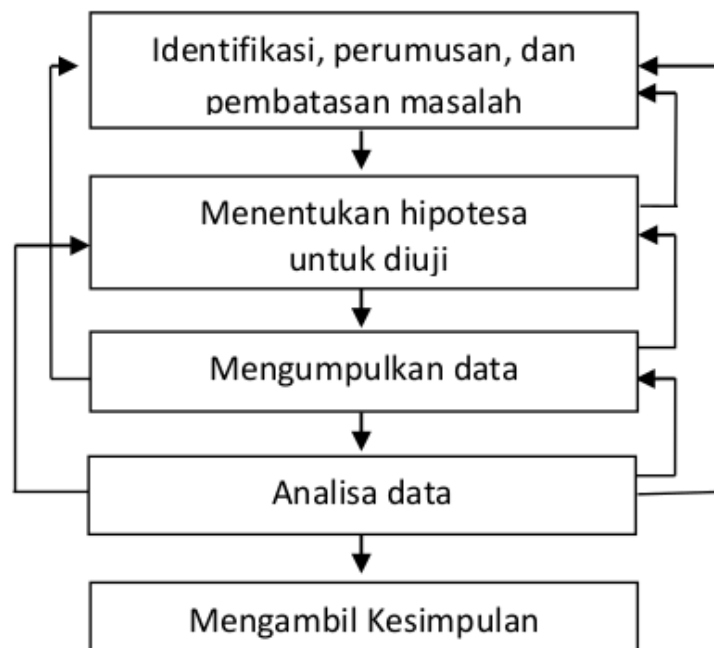 Identifikasi, perumusan, dan
pembatasan masalah
Menentukan hipotesa
untuk diuji
Mengumpulkan data
Analisa data
Mengambil Kesimpulan